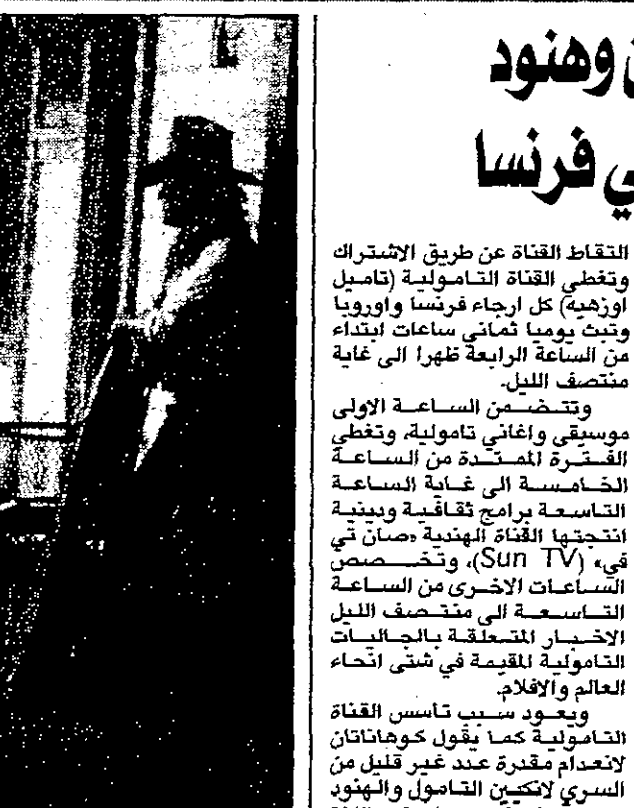 وهنود
ي فرنسا
التقاط القناة عن طريق الاشتراك
وتغطي القناة التامولية (تاميل
اوزهيه) كل ارجاء فرنسا واوروبا
وتبث يوميا ثماني ساعات ابتداء
من الساعة الرابعة ظهرا الى غاية
منتصف الليل.
وتتضمن الساعة الاولى
موسيقى واغاني تامولية، وتغطي
الفترة الممتدة من الساعة
الخامسة الى غاية الساعة
التاسعة برامج ثقافية ودينية
انتجتها القناة الهندية «صان تي
في» (Sun TV)، وتخصص
الساعات الاخرى من الساعة
التاسعة الى منتصف الليل
الاخبار المتعلقة بالجاليات
التامولية المقيمة في شتى انحاء
العالم والافلام.
ويعود سبب تاسس القناة
التامولية كما يقول كوهاناتان
لانعدام مقدرة عدد غير قليل من
السري لانكيين التامول والهنود